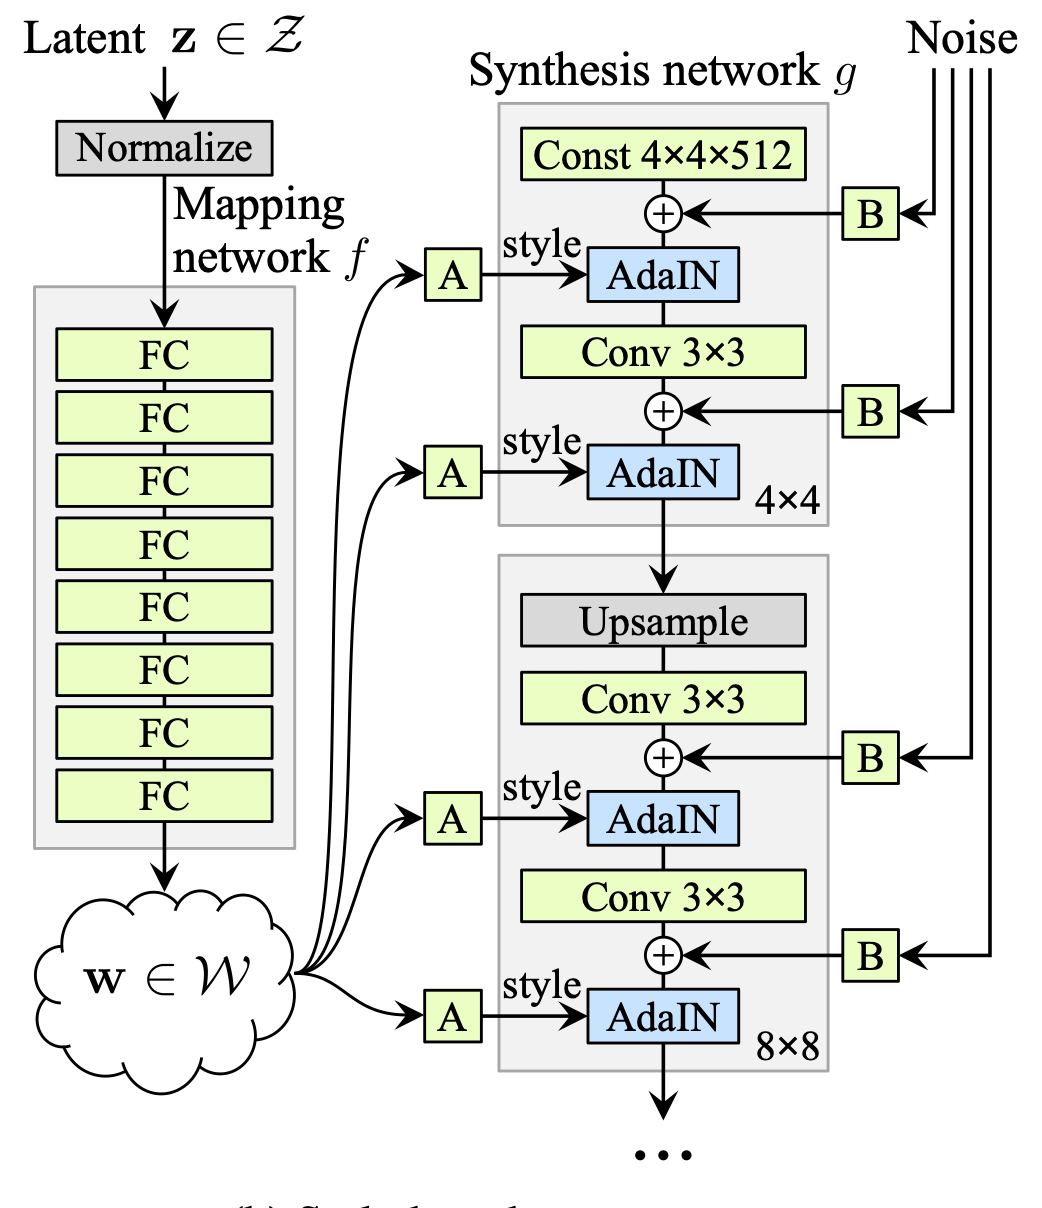 Latent z ∈ 𝒵
Normalize
Mapping
network f
FC
FC
FC
FC
FC
FC
FC
FC
w ∈ 𝒲
A
A
A
A
Synthesis network g
Const 4×4×512
+
style
AdaIN
Conv 3×3
+
style
AdaIN
4×4
Upsample
Conv 3×3
+
style
AdaIN
Conv 3×3
+
style
AdaIN
8×8
...
Noise
B
B
B
B